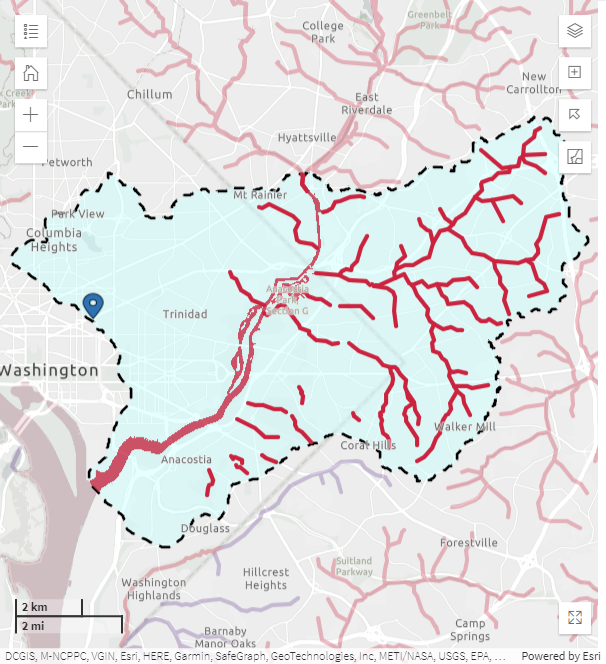 College
Park
Greenbelt
Park
New
Carrollton
Creek
Park
Chillum
East
Riverdale
Hyattsville
Petworth
Mt Rainier
Park View
Columbia
Heights
Anacostia
Park
Section G
Trinidad
Washington
Walker Mill
Coral Hills
Anacostia
Douglass
Forestville
Suitland
Parkway
Hillcrest
Heights
Washington
Highlands
2 km
2 mi
Camp
Springs
Barnaby
Manor Oaks
DCGIS, M-NCPPC, VGIN, Esri, HERE, Garmin, SafeGraph, GeoTechnologies, Inc, METI/NASA, USGS, EPA, … Powered by Esri